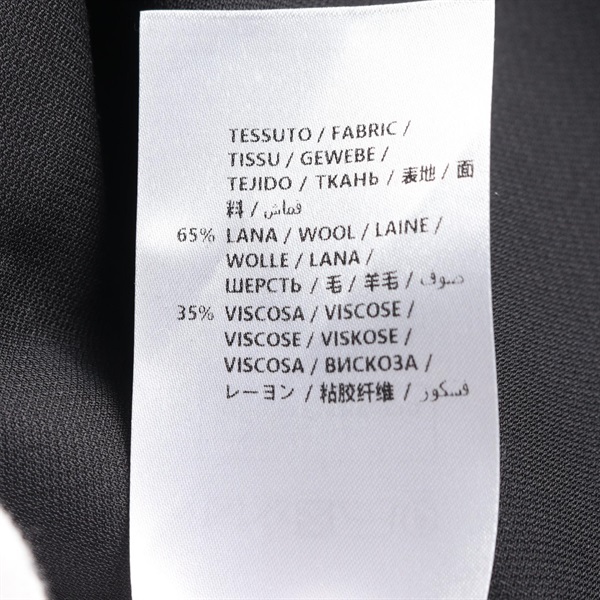 TESSUTO / FABRIC /
TISSU / GEWEBE /
TEJIDO / ТКАНЬ / 表地 / 面
料 / قماش
65% LANA / WOOL / LAINE /
WOLLE / LANA /
ШЕРСТЬ / 毛 / 羊毛 / صوف
35% VISCOSA / VISCOSE /
VISCOSE / VISKOSE /
VISCOSA / ВИСКОЗА /
レーヨン / 粘胶纤维 / فسكور